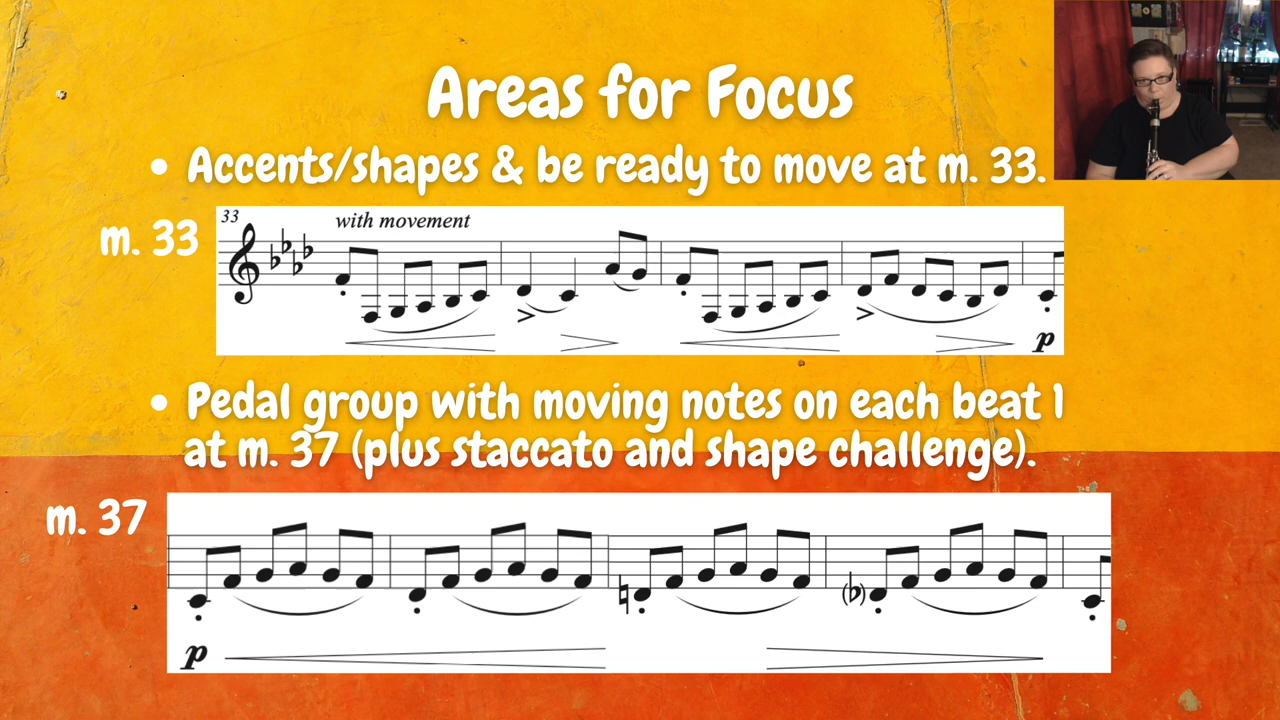 Areas for Focus
• Accents/shapes & be ready to move at m. 33.
m. 33
33
with movement
p
• Pedal group with moving notes on each beat 1
at m. 37 (plus staccato and shape challenge).
m. 37
p